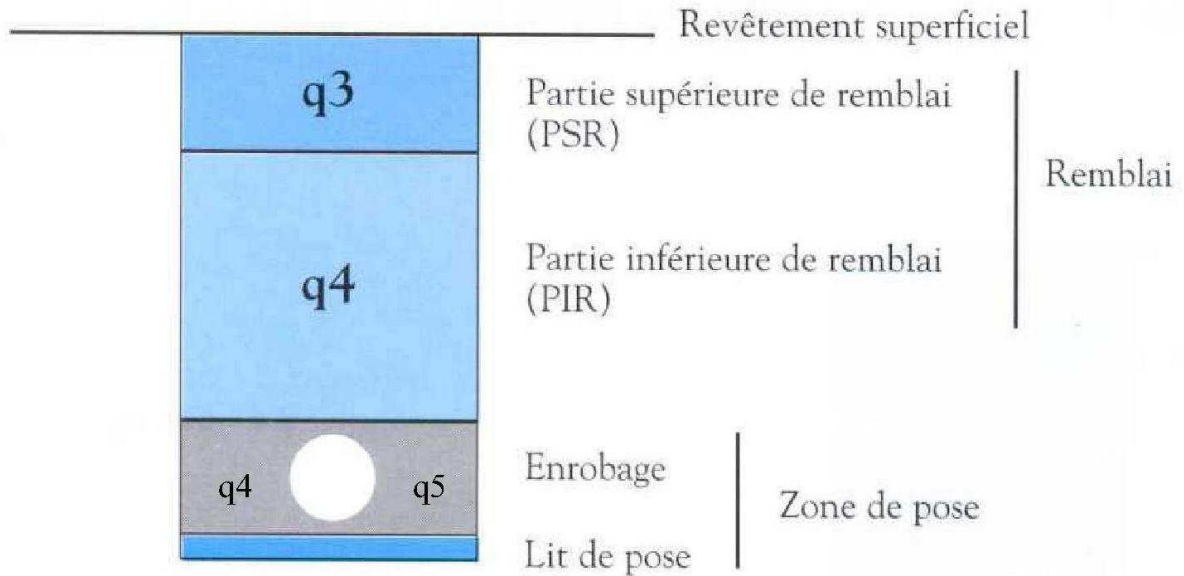 Revêtement superficiel
q3
Partie supérieure de remblai
(PSR)
Remblai
q4
Partie inférieure de remblai
(PIR)
q4
q5
Enrobage
Zone de pose
Lit de pose